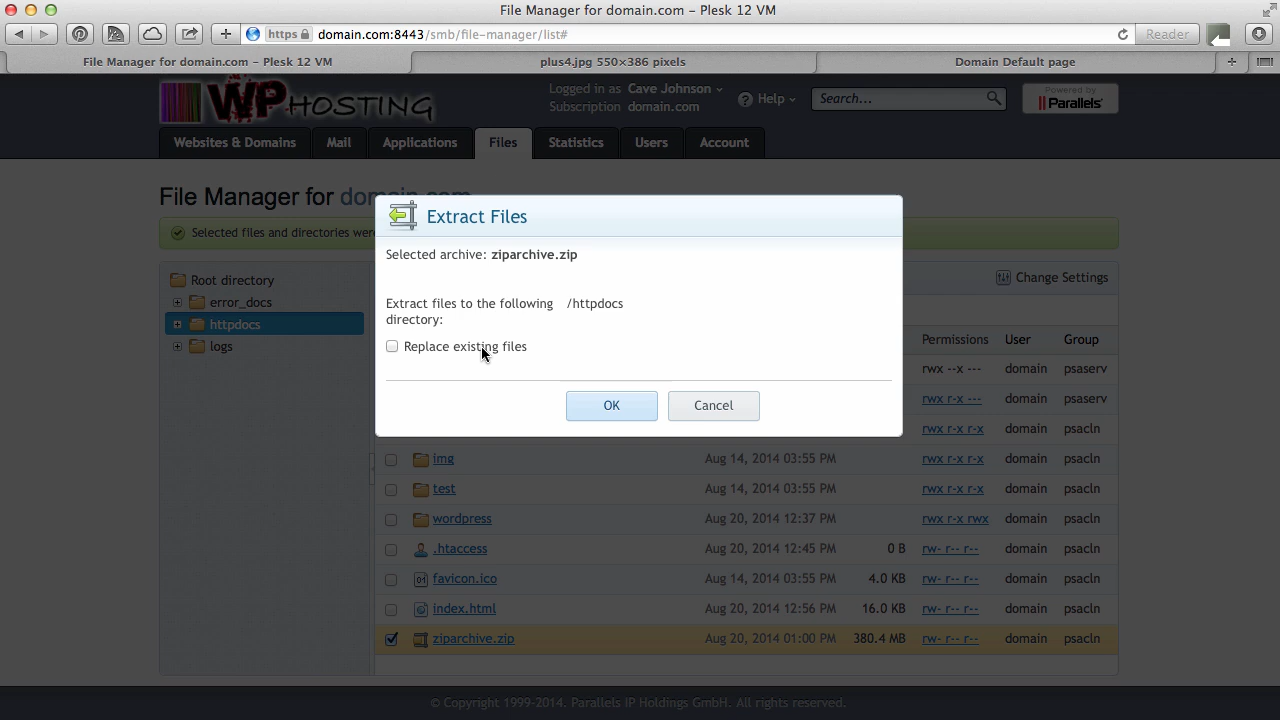 File Manager for domain.com – Plesk 12 VM
https domain.com:8443/smb/file-manager/list# Reader
File Manager for domain.com – Plesk 12 VM plus4.jpg 550×386 pixels Domain Default page
WP HOSTING
Logged in as Cave Johnson
Subscription domain.com
Help
Search...
Powered by
Parallels
Websites & Domains Mail Applications Files Statistics Users Account
File Manager for domain.com
Selected files and directories were
Root directory
error_docs
httpdocs
logs
Change Settings
Extract Files
Selected archive: ziparchive.zip
Extract files to the following /httpdocs
directory:
Replace existing files
OK Cancel
Permissions User Group
rwx --x --- domain psaserv
rwx r-x --- domain psaserv
rwx r-x r-x domain psacln
img Aug 14, 2014 03:55 PM rwx r-x r-x domain psacln
test Aug 14, 2014 03:55 PM rwx r-x r-x domain psacln
wordpress Aug 20, 2014 12:37 PM rwx r-x rwx domain psacln
.htaccess Aug 20, 2014 12:45 PM 0 B rw- r-- r-- domain psacln
favicon.ico Aug 14, 2014 03:55 PM 4.0 KB rw- r-- r-- domain psacln
index.html Aug 20, 2014 12:56 PM 16.0 KB rw- r-- r-- domain psacln
ziparchive.zip Aug 20, 2014 01:00 PM 380.4 MB rw- r-- r-- domain psacln
© Copyright 1999-2014. Parallels IP Holdings GmbH. All rights reserved.